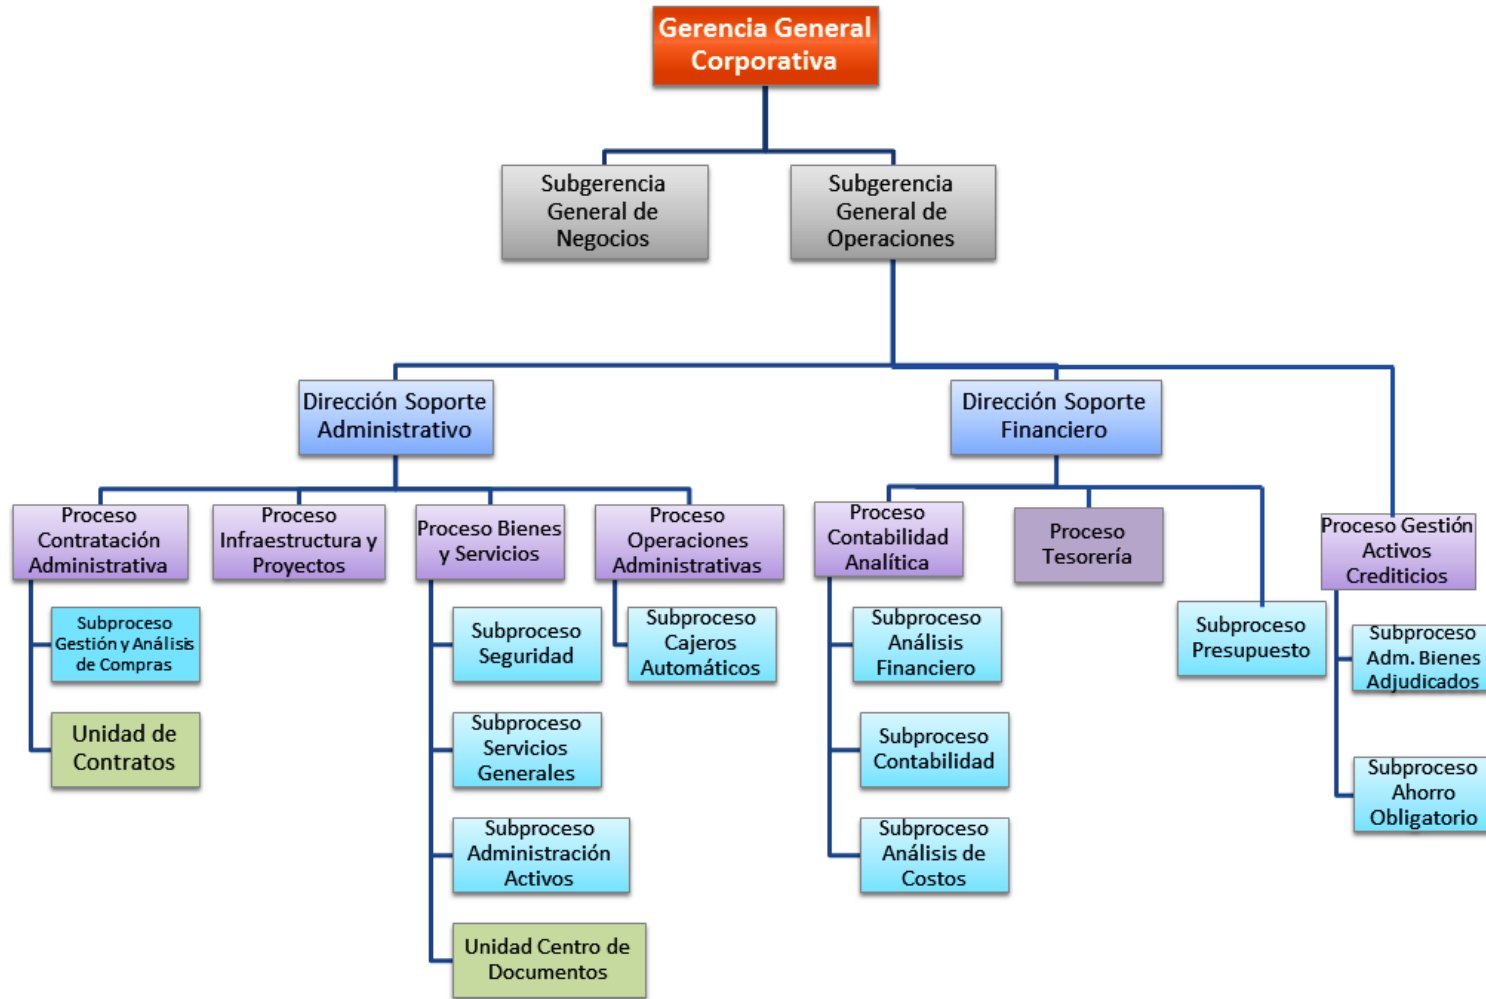 Gerencia General
Corporativa
Subgerencia
General de
Negocios
Subgerencia
General de
Operaciones
Dirección Soporte
Administrativo
Dirección Soporte
Financiero
Proceso
Contratación
Administrativa
Proceso
Infraestructura y
Proyectos
Proceso Bienes
y Servicios
Proceso
Operaciones
Administrativas
Proceso
Contabilidad
Analítica
Proceso
Tesorería
Proceso Gestión
Activos
Crediticios
Subproceso
Gestión y Análisis
de Compras
Unidad de
Contratos
Subproceso
Seguridad
Subproceso
Servicios
Generales
Subproceso
Administración
Activos
Unidad Centro de
Documentos
Subproceso
Cajeros
Automáticos
Subproceso
Análisis
Financiero
Subproceso
Contabilidad
Subproceso
Análisis de
Costos
Subproceso
Presupuesto
Subproceso
Adm. Bienes
Adjudicados
Subproceso
Ahorro
Obligatorio